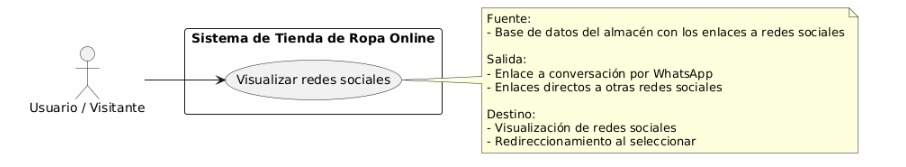 Sistema de Tienda de Ropa Online
Visualizar redes sociales
Usuario / Visitante
Fuente:
- Base de datos del almacén con los enlaces a redes sociales
Salida:
- Enlace a conversación por WhatsApp
- Enlaces directos a otras redes sociales
Destino:
- Visualización de redes sociales
- Redireccionamiento al seleccionar